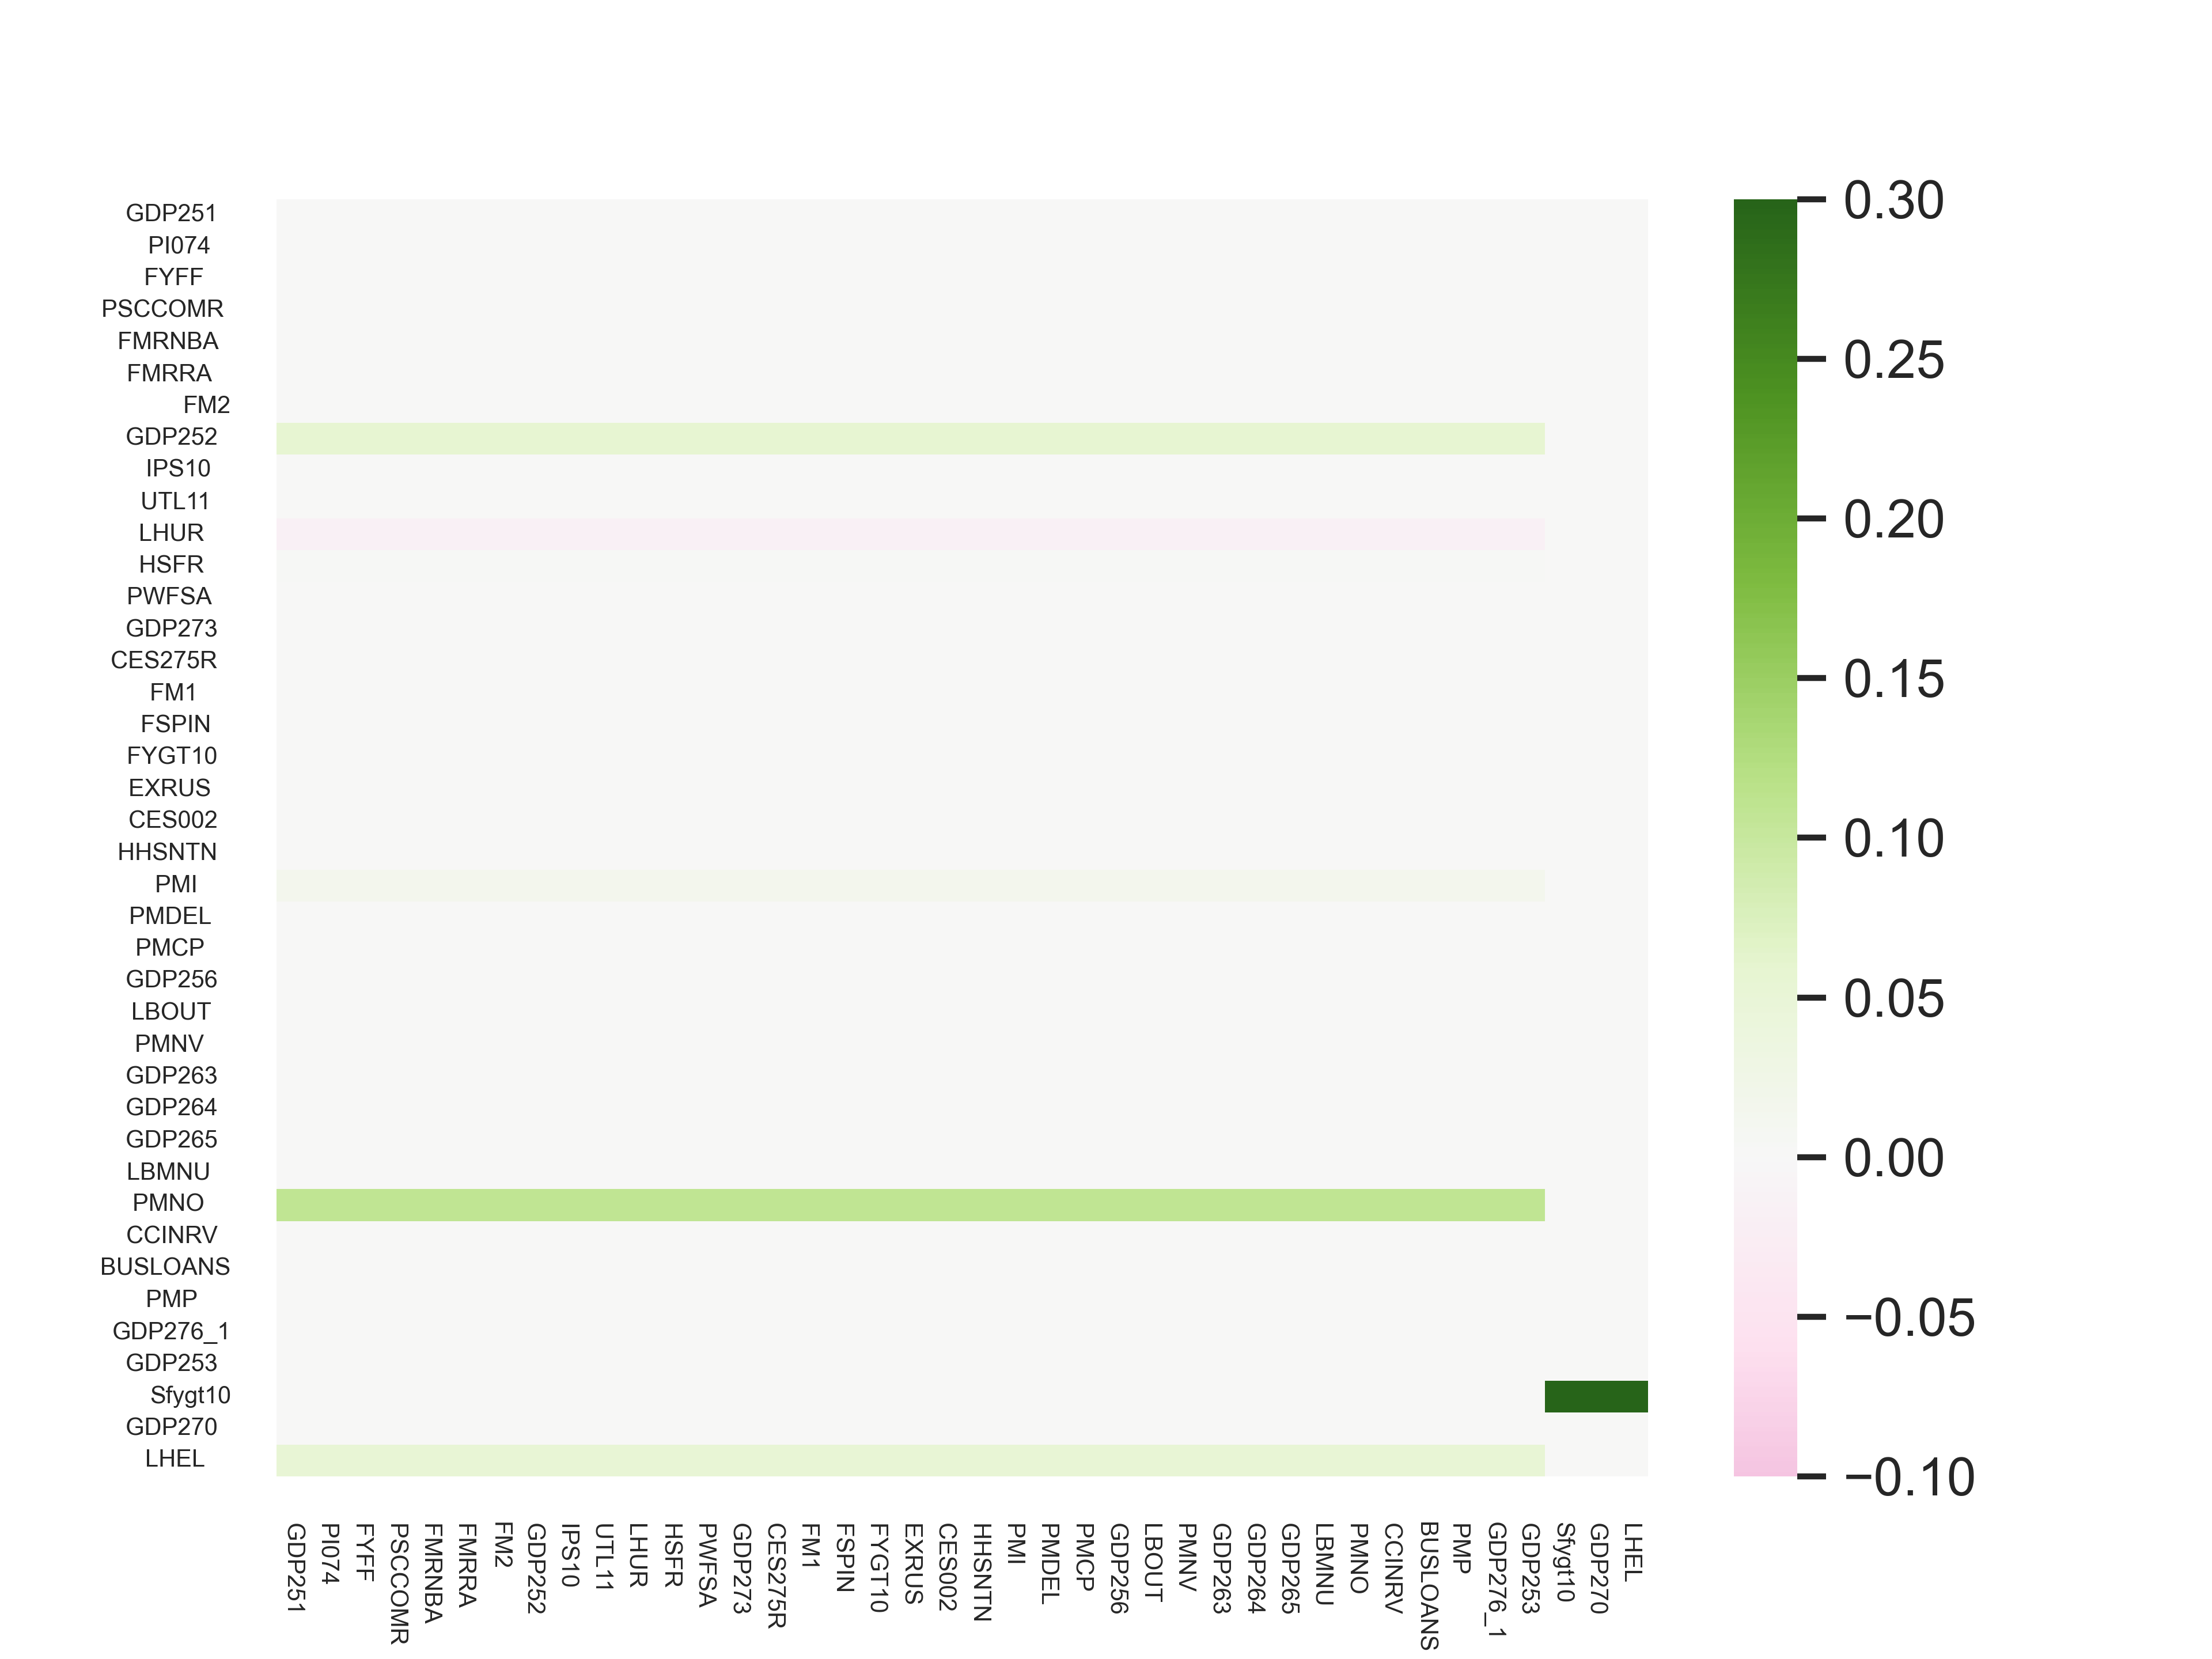 GDP251
PI074
FYFF
PSCCOMR
FMRNBA
FMRRA
FM2
GDP252
IPS10
UTL11
LHUR
HSFR
PWFSA
GDP273
CES275R
FM1
FSPIN
FYGT10
EXRUS
CES002
HHSNTN
PMI
PMDEL
PMCP
GDP256
LBOUT
PMNV
GDP263
GDP264
GDP265
LBMNU
PMNO
CCINRV
BUSLOANS
PMP
GDP276_1
GDP253
Sfygt10
GDP270
LHEL
GDP251
PI074
FYFF
PSCCOMR
FMRNBA
FMRRA
FM2
GDP252
IPS10
UTL11
LHUR
HSFR
PWFSA
GDP273
CES275R
FM1
FSPIN
FYGT10
EXRUS
CES002
HHSNTN
PMI
PMDEL
PMCP
GDP256
LBOUT
PMNV
GDP263
GDP264
GDP265
LBMNU
PMNO
CCINRV
BUSLOANS
PMP
GDP276_1
GDP253
Sfygt10
GDP270
LHEL
0.30
0.25
0.20
0.15
0.10
0.05
0.00
−0.05
−0.10